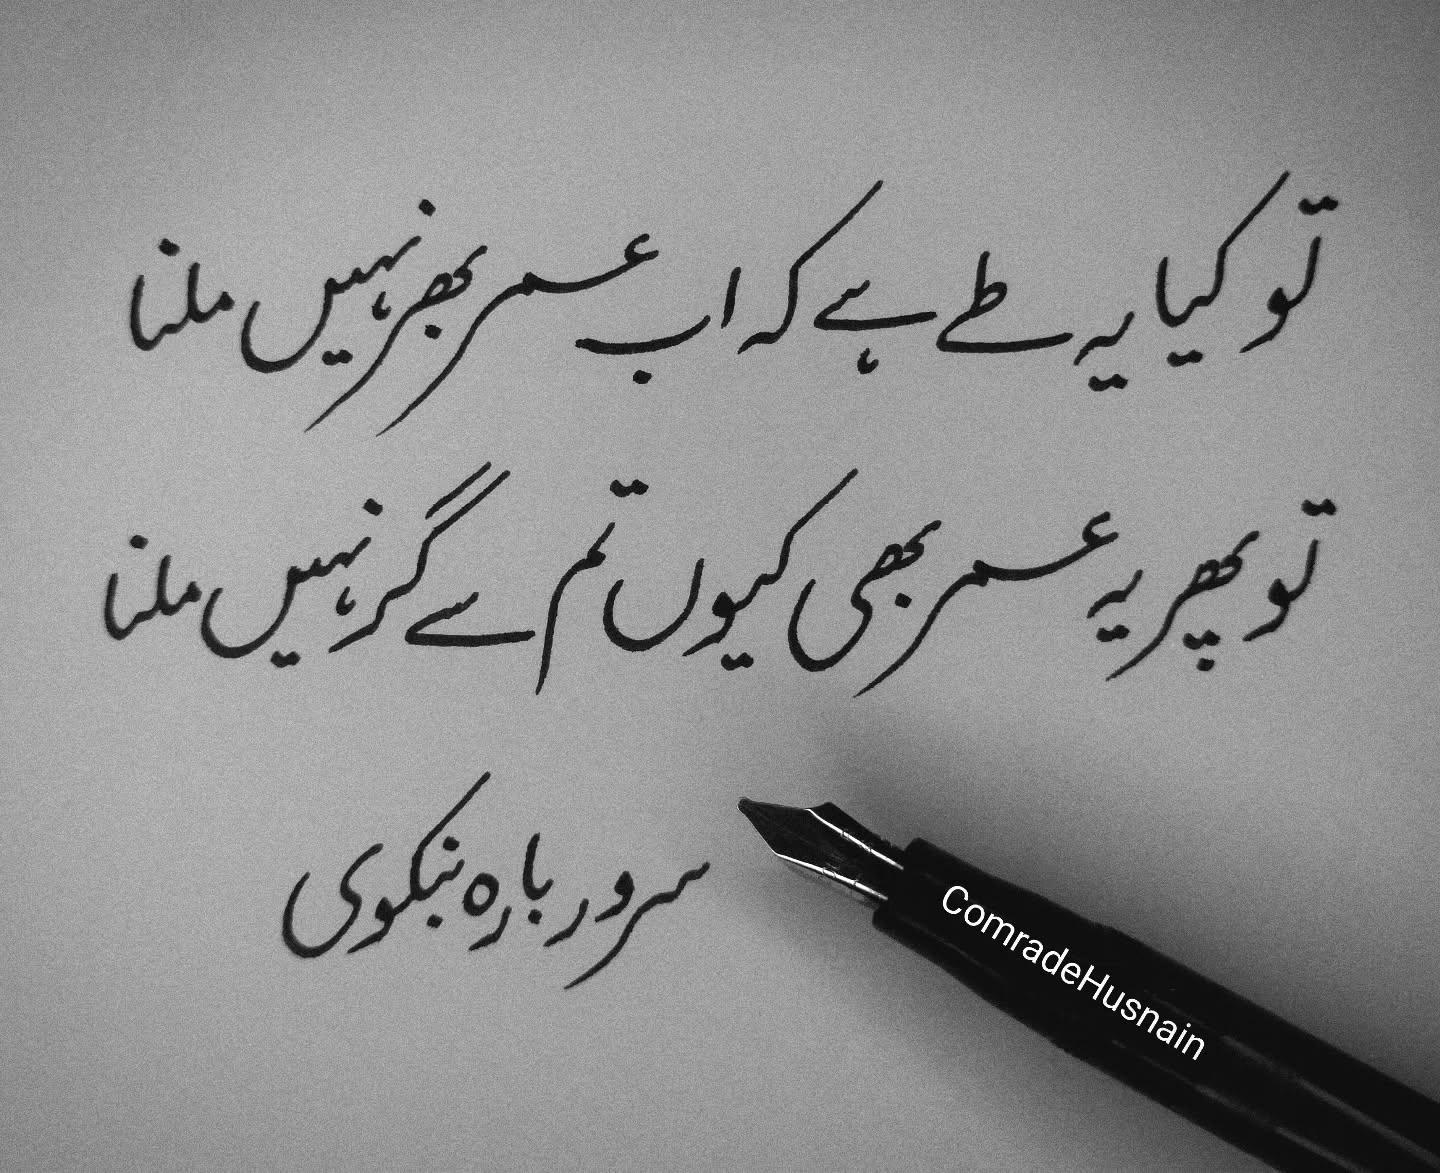 تو کیا یہ طے ہے کہ اب عمر بھر نہیں ملنا
تو پھر یہ عمر بھی کیوں تم سے گر نہیں ملنا
سرور بارہ بنکوی
ComradeHusnain